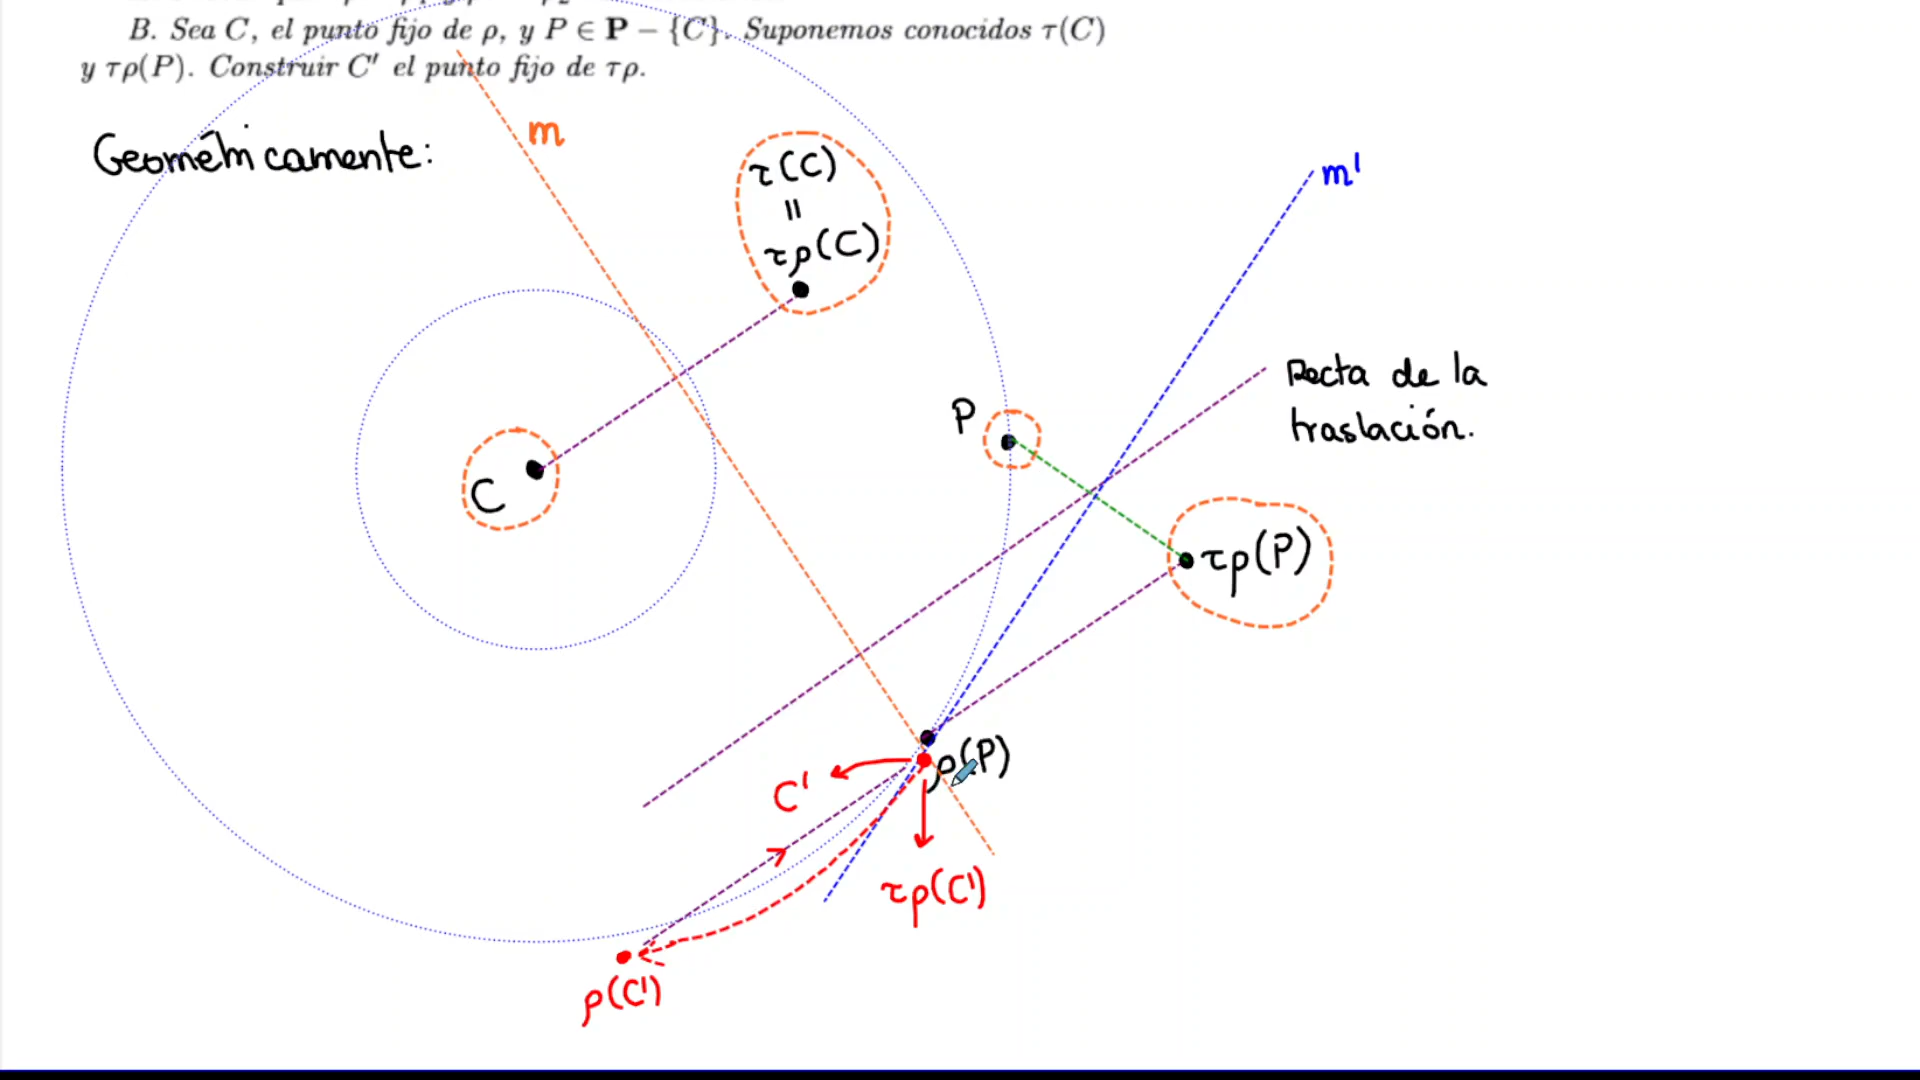 B. Sea C, el punto fijo de ρ, y P ∈ P − {C}. Suponemos conocidos τ(C)
y τρ(P). Construir C′ el punto fijo de τρ.
Geométricamente:
m
τ(C)
=
τρ(C)
m'
Recta de la
traslación.
P
C
τρ(P)
ρ(P)
C'
τρ(C')
ρ(C')